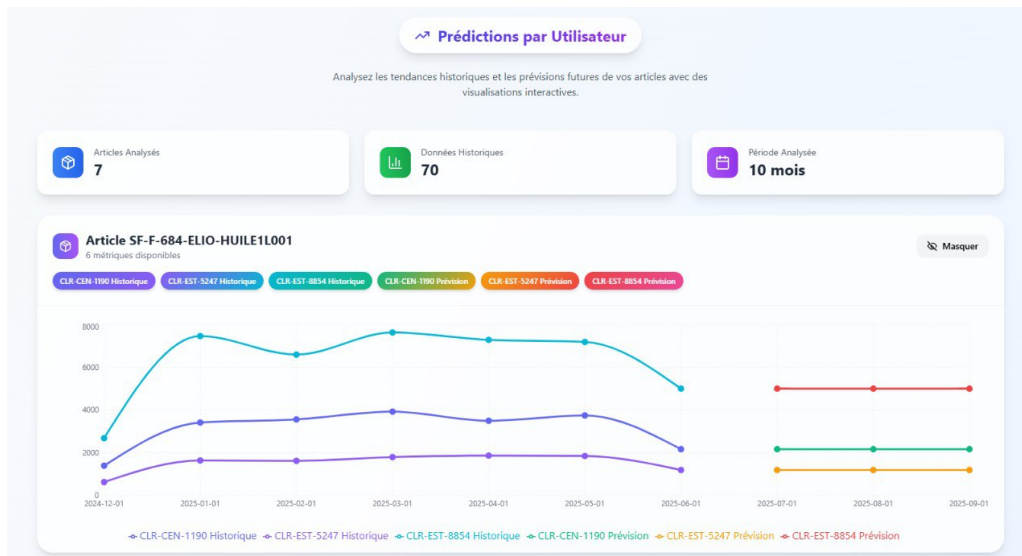 Prédictions par Utilisateur
Analysez les tendances historiques et les prévisions futures de vos articles avec des
visualisations interactives.
Articles Analysés
7
Données Historiques
70
Période Analysée
10 mois
Article SF-F-684-ELIO-HUILE1L001
6 métriques disponibles
Masquer
CLR-CEN-1190 Historique CLR-EST-5247 Historique CLR-EST-8854 Historique CLR-CEN-1190 Prévision CLR-EST-5247 Prévision CLR-EST-8854 Prévision
8000
6000
4000
2000
0
2024-12-01 2025-01-01 2025-02-01 2025-03-01 2025-04-01 2025-05-01 2025-06-01 2025-07-01 2025-08-01 2025-09-01
CLR-CEN-1190 Historique CLR-EST-5247 Historique CLR-EST-8854 Historique CLR-CEN-1190 Prévision CLR-EST-5247 Prévision CLR-EST-8854 Prévision